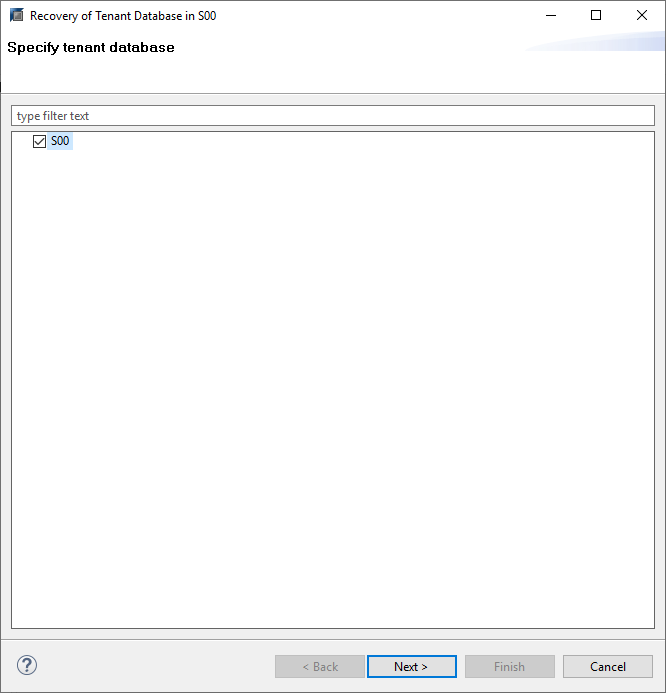 Recovery of Tenant Database in S00
Specify tenant database
type filter text
S00
?
< Back
Next >
Finish
Cancel